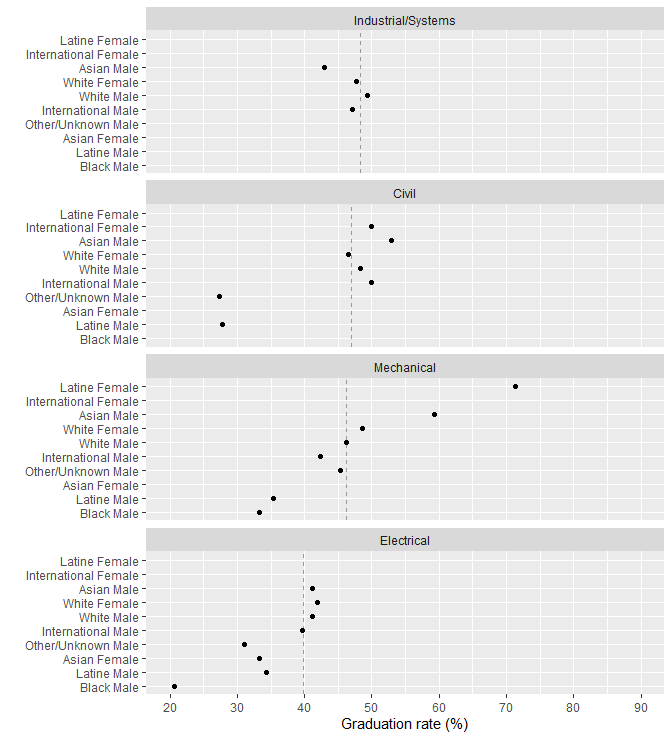 Industrial/Systems
Latine Female
International Female
Asian Male
White Female
White Male
International Male
Other/Unknown Male
Asian Female
Latine Male
Black Male
Civil
Latine Female
International Female
Asian Male
White Female
White Male
International Male
Other/Unknown Male
Asian Female
Latine Male
Black Male
Mechanical
Latine Female
International Female
Asian Male
White Female
White Male
International Male
Other/Unknown Male
Asian Female
Latine Male
Black Male
Electrical
Latine Female
International Female
Asian Male
White Female
White Male
International Male
Other/Unknown Male
Asian Female
Latine Male
Black Male
20 30 40 50 60 70 80 90
Graduation rate (%)